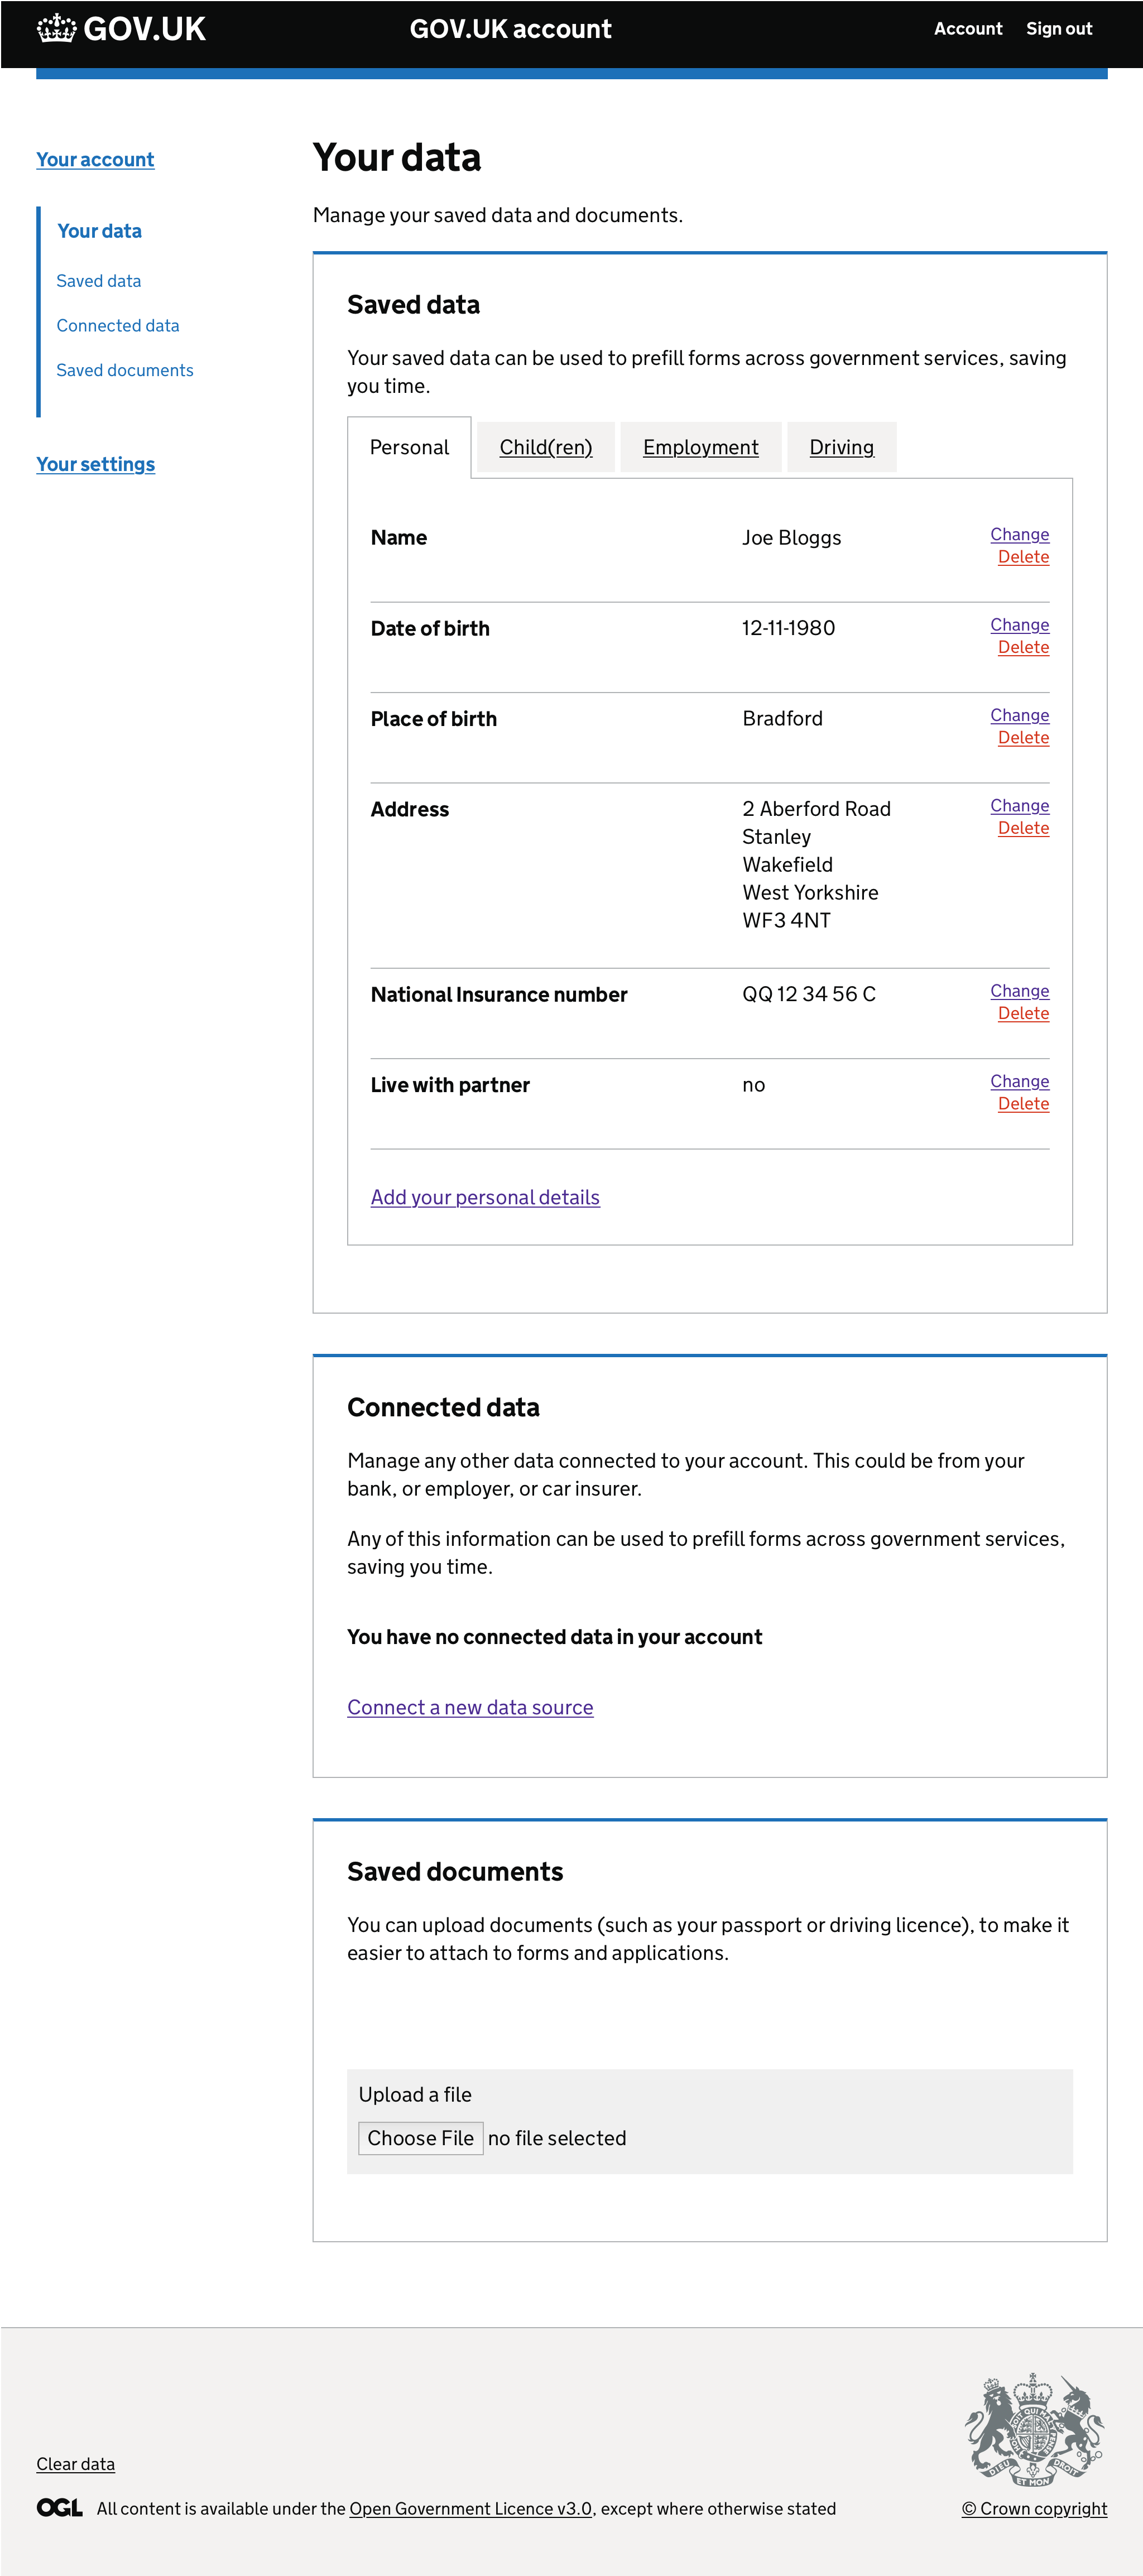 GOV.UK
GOV.UK account
Account
Sign out
Your account
Your data
Saved data
Connected data
Saved documents
Your settings
Your data
Manage your saved data and documents.
Saved data
Your saved data can be used to prefill forms across government services, saving
you time.
Personal
Child(ren)
Employment
Driving
Name
Joe Bloggs
Change
Delete
Date of birth
12-11-1980
Change
Delete
Place of birth
Bradford
Change
Delete
Address
2 Aberford Road
Stanley
Wakefield
West Yorkshire
WF3 4NT
Change
Delete
National Insurance number
QQ 12 34 56 C
Change
Delete
Live with partner
no
Change
Delete
Add your personal details
Connected data
Manage any other data connected to your account. This could be from your
bank, or employer, or car insurer.
Any of this information can be used to prefill forms across government services,
saving you time.
You have no connected data in your account
Connect a new data source
Saved documents
You can upload documents (such as your passport or driving licence), to make it
easier to attach to forms and applications.
Upload a file
Choose File no file selected
Clear data
DIEU ET MON DROIT
OGL All content is available under the Open Government Licence v3.0, except where otherwise stated
© Crown copyright